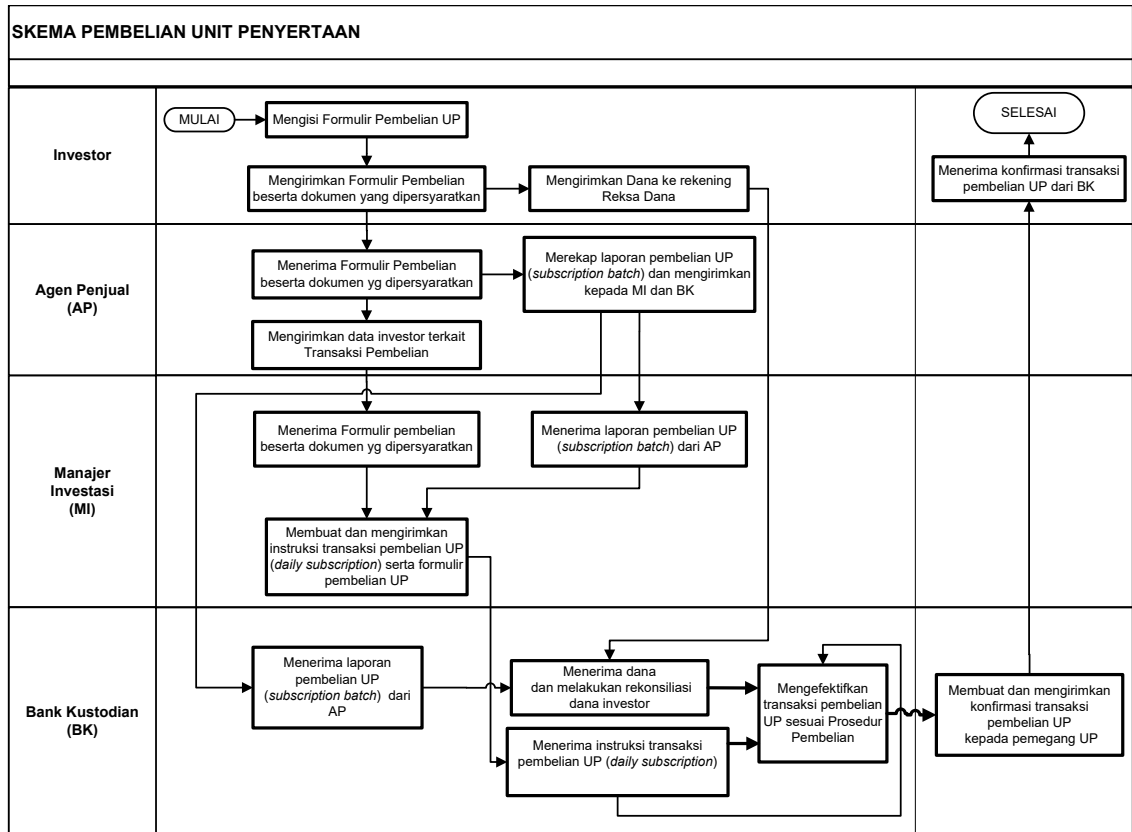 SKEMA PEMBELIAN UNIT PENYERTAAN
Investor
MULAI
Mengisi Formulir Pembelian UP
SELESAI
Mengirimkan Formulir Pembelian
beserta dokumen yang dipersyaratkan
Mengirimkan Dana ke rekening
Reksa Dana
Menerima konfirmasi transaksi
pembelian UP dari BK
Agen Penjual
(AP)
Menerima Formulir Pembelian
beserta dokumen yg dipersyaratkan
Merekap laporan pembelian UP
(subscription batch) dan mengirimkan
kepada MI dan BK
Mengirimkan data investor terkait
Transaksi Pembelian
Manajer
Investasi
(MI)
Menerima Formulir pembelian
beserta dokumen yg dipersyaratkan
Menerima laporan pembelian UP
(subscription batch) dari AP
Membuat dan mengirimkan
instruksi transaksi pembelian UP
(daily subscription) serta formulir
pembelian UP
Bank Kustodian
(BK)
Menerima laporan
pembelian UP
(subscription batch) dari
AP
Menerima dana
dan melakukan rekonsiliasi
dana investor
Menerima instruksi transaksi
pembelian UP (daily subscription)
Mengefektifkan
transaksi pembelian
UP sesuai Prosedur
Pembelian
Membuat dan mengirimkan
konfirmasi transaksi
pembelian UP
kepada pemegang UP